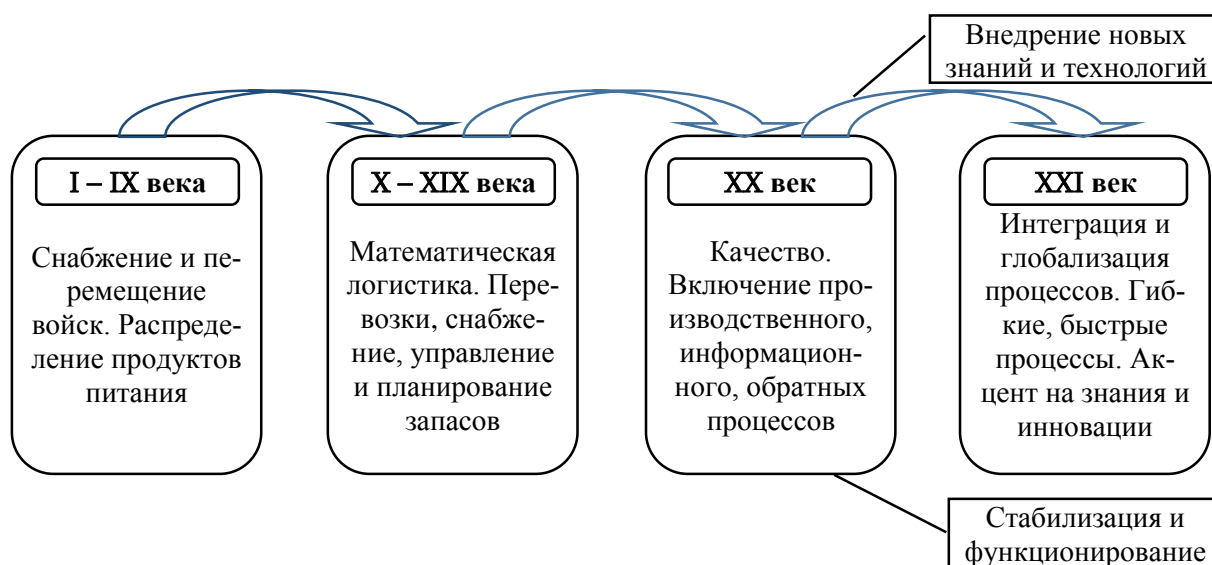 Внедрение новых
знаний и технологий
I – IX века
Снабжение и пе-
ремещение
войск. Распреде-
ление продуктов
питания
X – XIX века
Математическая
логистика. Пере-
возки, снабже-
ние, управление
и планирование
запасов
XX век
Качество.
Включение про-
изводственного,
информацион-
ного, обратных
процессов
XXI век
Интеграция и
глобализация
процессов. Гиб-
кие, быстрые
процессы. Ак-
цент на знания и
инновации
Стабилизация и
функционирование